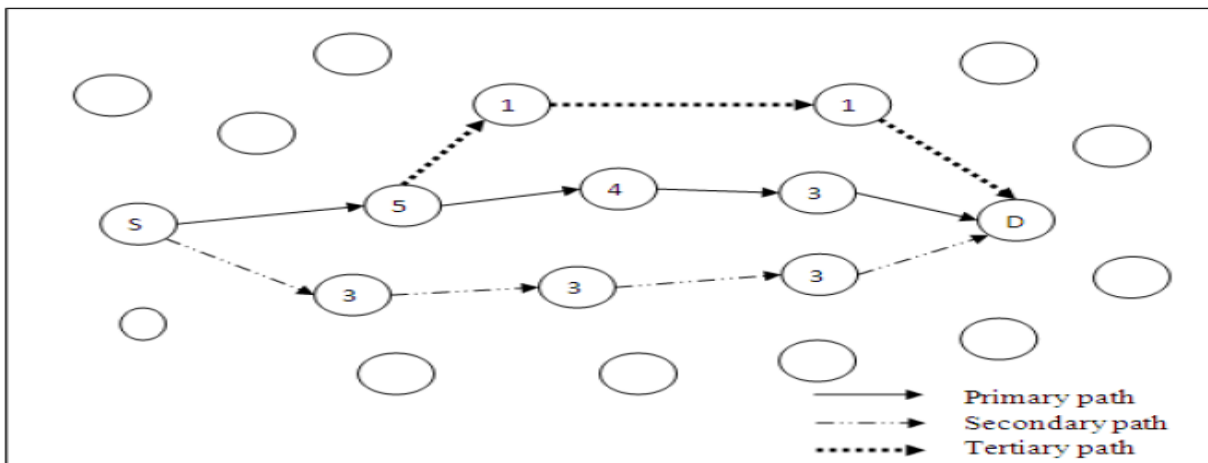 1 1
5 4 3
S D
3 3 3
Primary path
Secondary path
Tertiary path